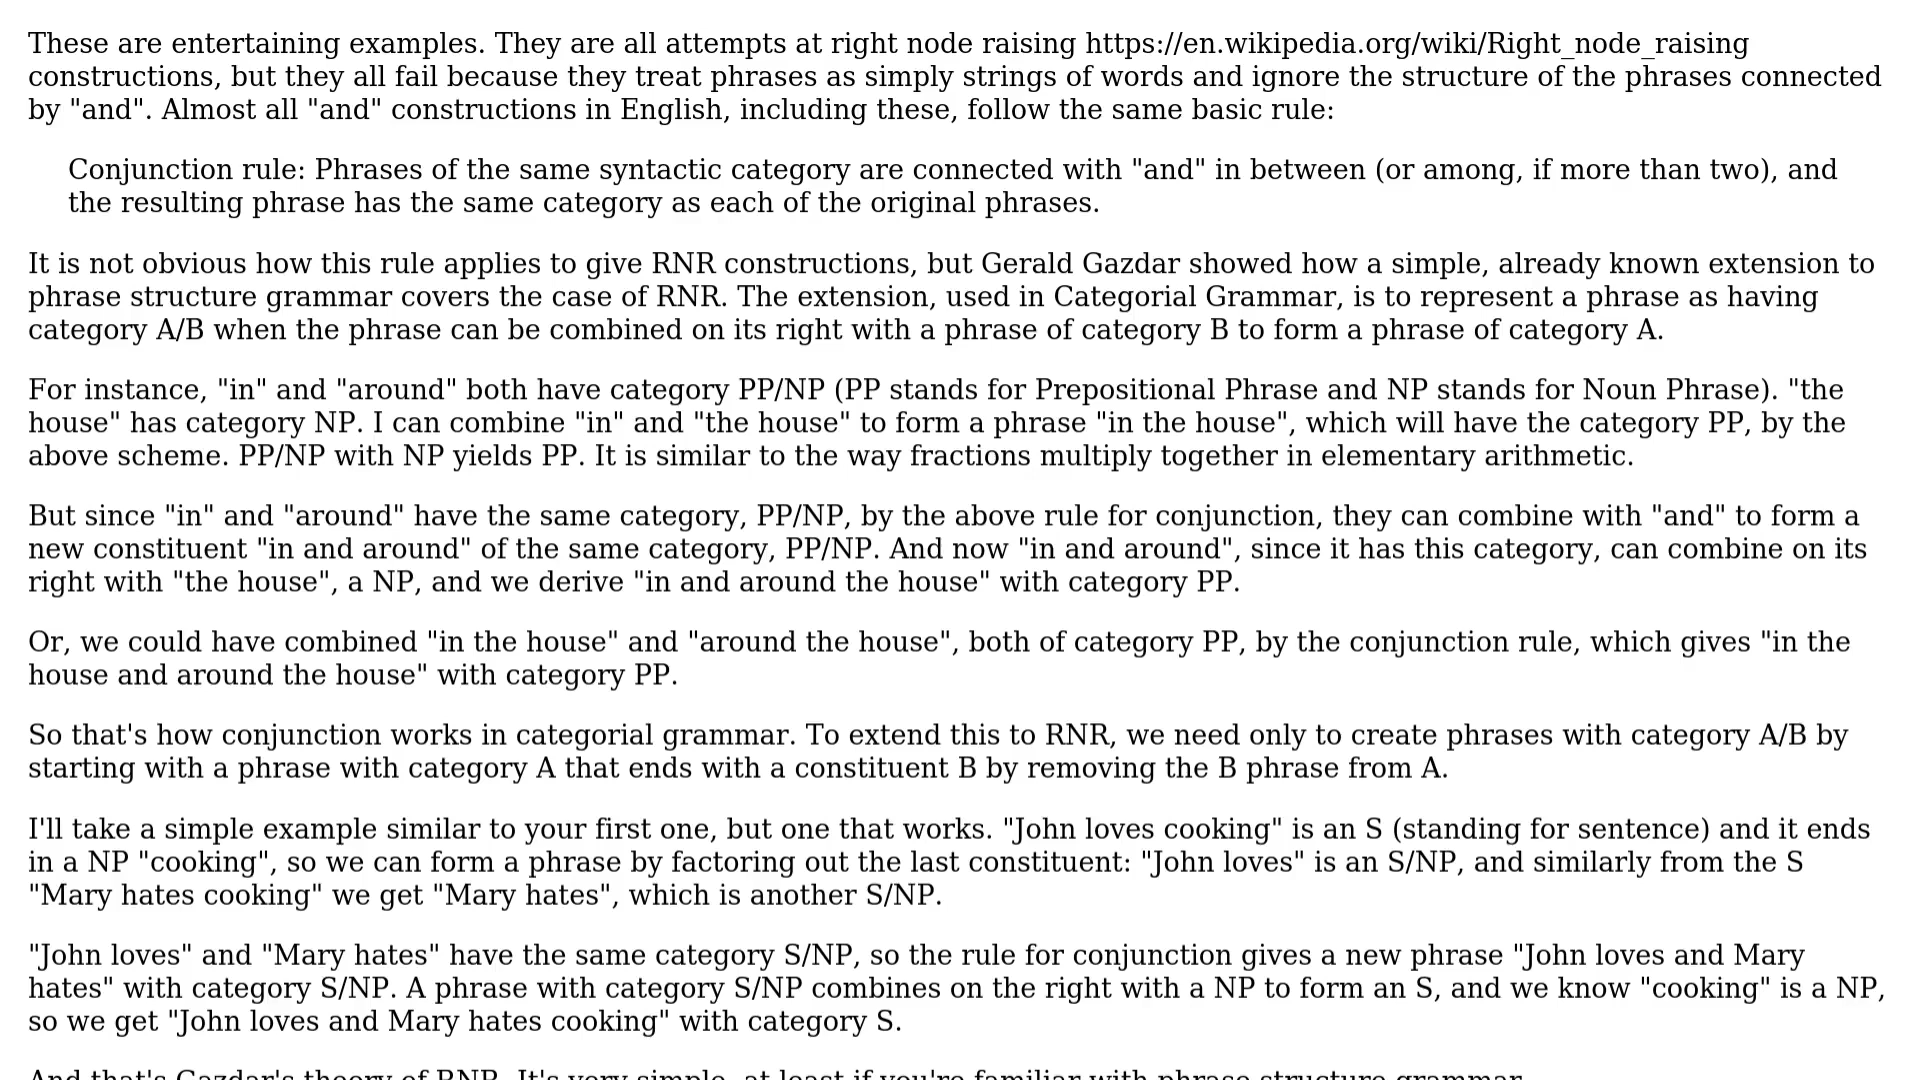 These are entertaining examples. They are all attempts at right node raising https://en.wikipedia.org/wiki/Right_node_raising
constructions, but they all fail because they treat phrases as simply strings of words and ignore the structure of the phrases connected
by "and". Almost all "and" constructions in English, including these, follow the same basic rule:
Conjunction rule: Phrases of the same syntactic category are connected with "and" in between (or among, if more than two), and
the resulting phrase has the same category as each of the original phrases.
It is not obvious how this rule applies to give RNR constructions, but Gerald Gazdar showed how a simple, already known extension to
phrase structure grammar covers the case of RNR. The extension, used in Categorial Grammar, is to represent a phrase as having
category A/B when the phrase can be combined on its right with a phrase of category B to form a phrase of category A.
For instance, "in" and "around" both have category PP/NP (PP stands for Prepositional Phrase and NP stands for Noun Phrase). "the
house" has category NP. I can combine "in" and "the house" to form a phrase "in the house", which will have the category PP, by the
above scheme. PP/NP with NP yields PP. It is similar to the way fractions multiply together in elementary arithmetic.
But since "in" and "around" have the same category, PP/NP, by the above rule for conjunction, they can combine with "and" to form a
new constituent "in and around" of the same category, PP/NP. And now "in and around", since it has this category, can combine on its
right with "the house", a NP, and we derive "in and around the house" with category PP.
Or, we could have combined "in the house" and "around the house", both of category PP, by the conjunction rule, which gives "in the
house and around the house" with category PP.
So that's how conjunction works in categorial grammar. To extend this to RNR, we need only to create phrases with category A/B by
starting with a phrase with category A that ends with a constituent B by removing the B phrase from A.
I'll take a simple example similar to your first one, but one that works. "John loves cooking" is an S (standing for sentence) and it ends
in a NP "cooking", so we can form a phrase by factoring out the last constituent: "John loves" is an S/NP, and similarly from the S
"Mary hates cooking" we get "Mary hates", which is another S/NP.
"John loves" and "Mary hates" have the same category S/NP, so the rule for conjunction gives a new phrase "John loves and Mary
hates" with category S/NP. A phrase with category S/NP combines on the right with a NP to form an S, and we know "cooking" is a NP,
so we get "John loves and Mary hates cooking" with category S.
And that's Gazdar's theory of RNR. It's very simple, at least if you're familiar with phrase structure grammar.